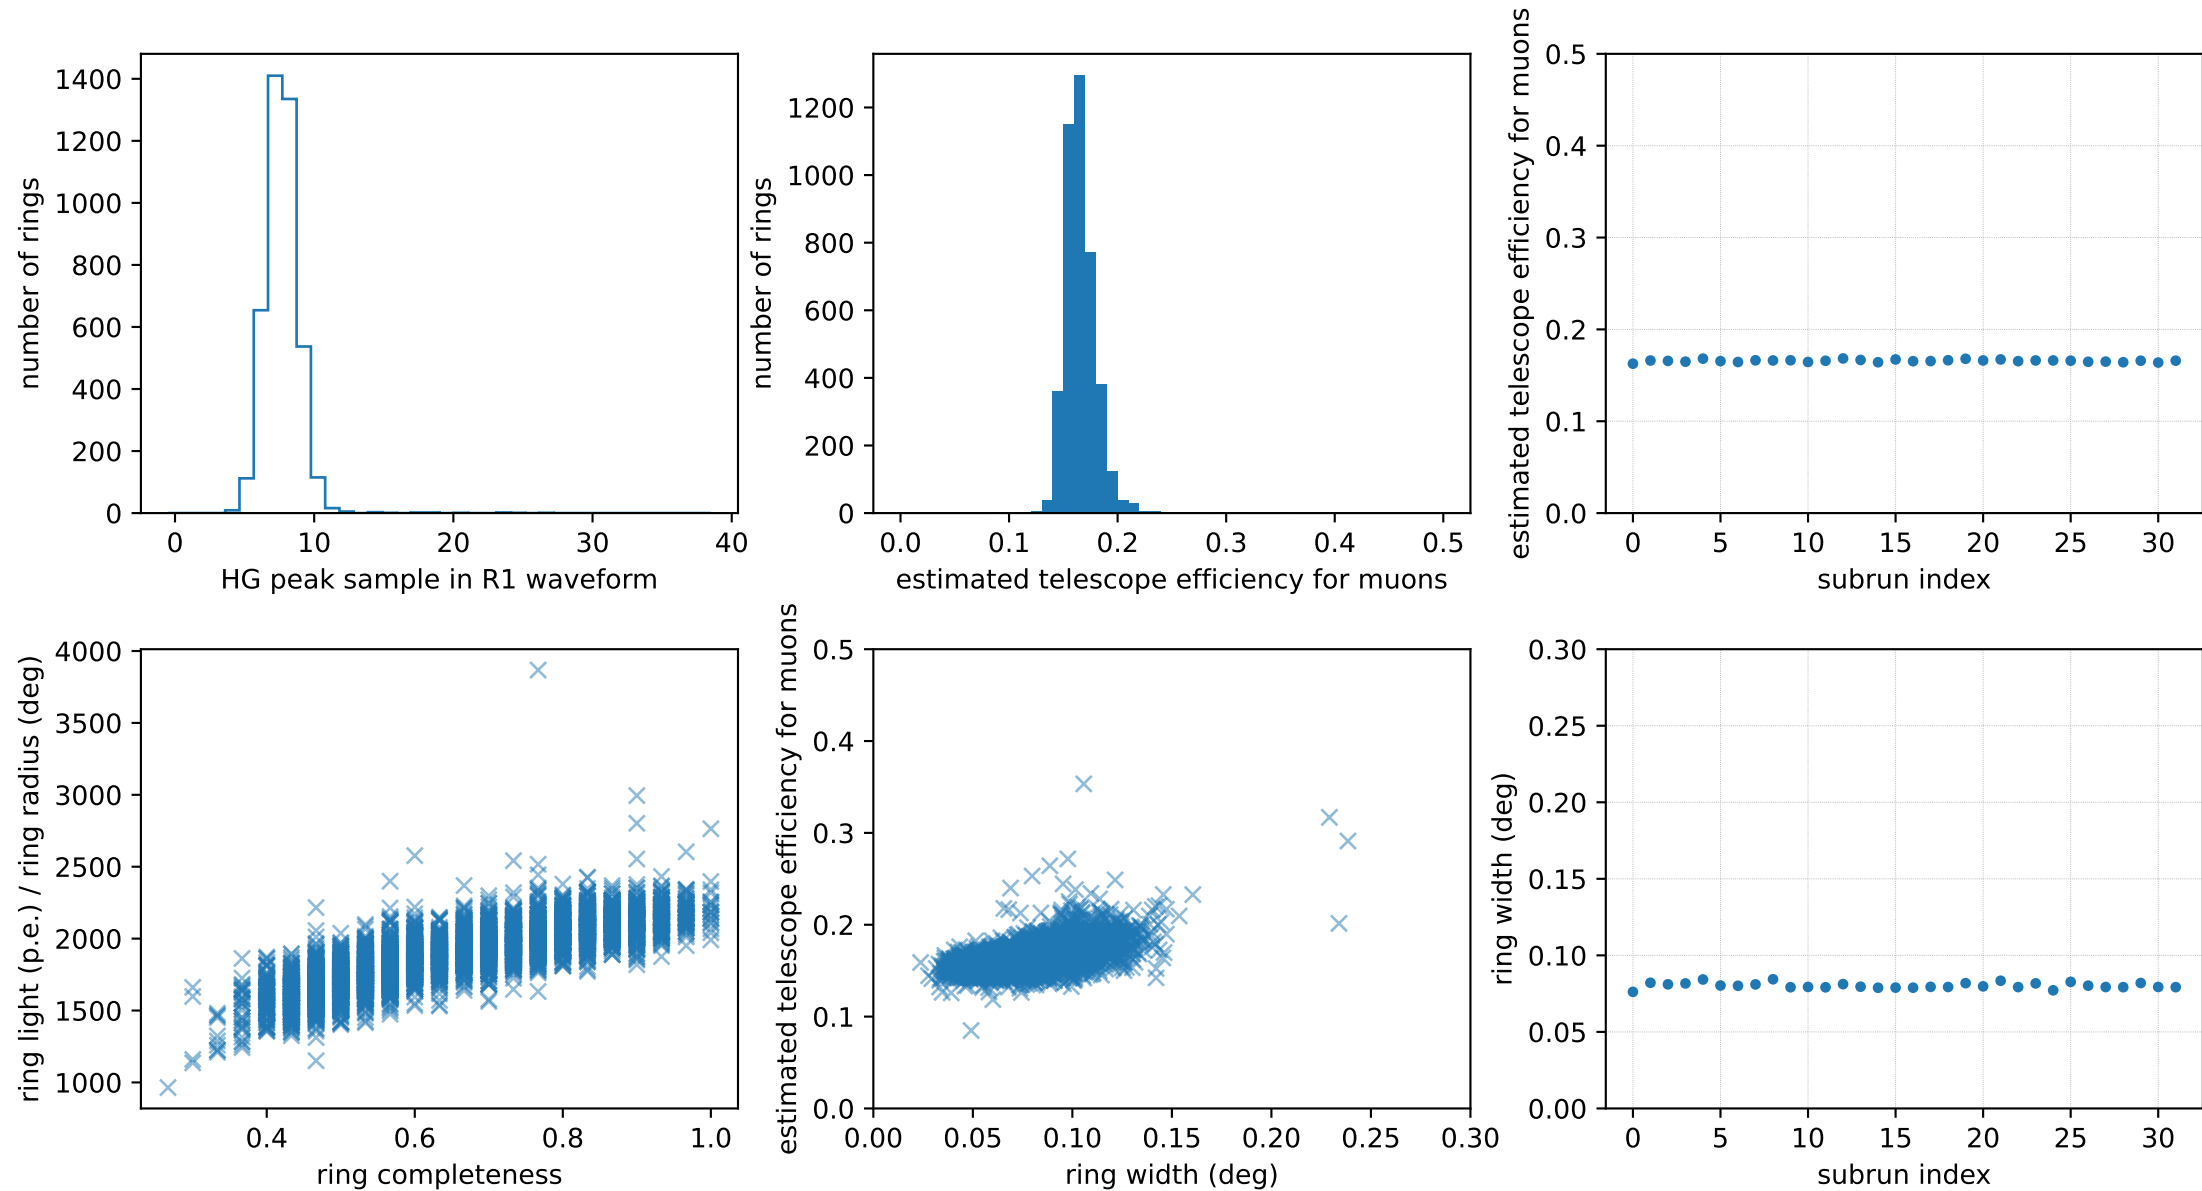 number of rings
1400
1200
1000
800
600
400
200
0
0 10 20 30 40
HG peak sample in R1 waveform
number of rings
1200
1000
800
600
400
200
0
0.0 0.1 0.2 0.3 0.4 0.5
estimated telescope efficiency for muons
estimated telescope efficiency for muons
0.5
0.4
0.3
0.2
0.1
0.0
0 5 10 15 20 25 30
subrun index
ring light (p.e.) / ring radius (deg)
4000
3500
3000
2500
2000
1500
1000
0.4 0.6 0.8 1.0
ring completeness
estimated telescope efficiency for muons
0.5
0.4
0.3
0.2
0.1
0.0
0.00 0.05 0.10 0.15 0.20 0.25 0.30
ring width (deg)
ring width (deg)
0.30
0.25
0.20
0.15
0.10
0.05
0.00
0 5 10 15 20 25 30
subrun index